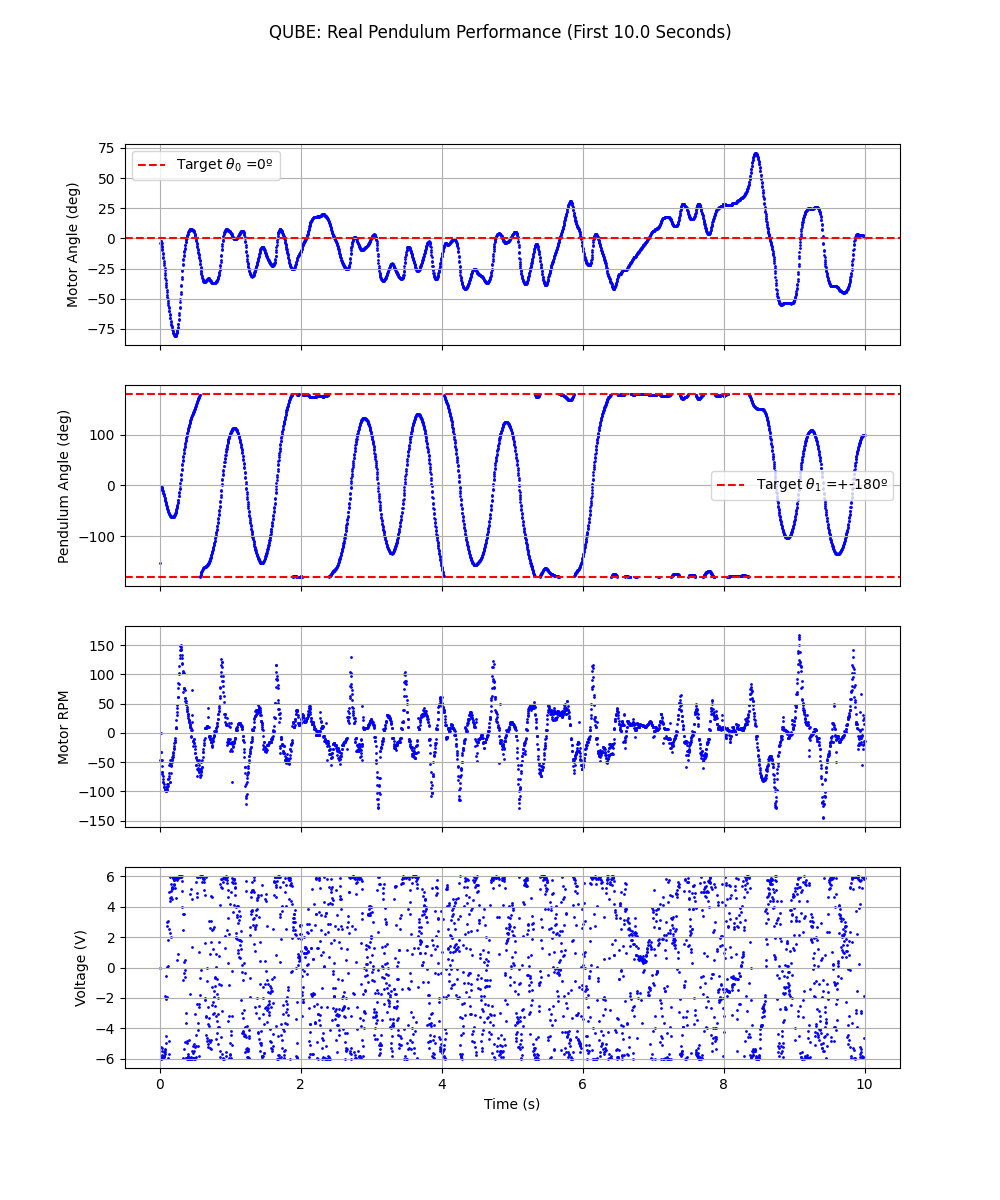 QUBE: Real Pendulum Performance (First 10.0 Seconds)
75
50
25
0
−25
−50
−75
Motor Angle (deg)
Target θ0 =0º
100
0
−100
Pendulum Angle (deg)
Target θ1 =+-180º
150
100
50
0
−50
−100
−150
Motor RPM
6
4
2
0
−2
−4
−6
Voltage (V)
0 2 4 6 8 10
Time (s)